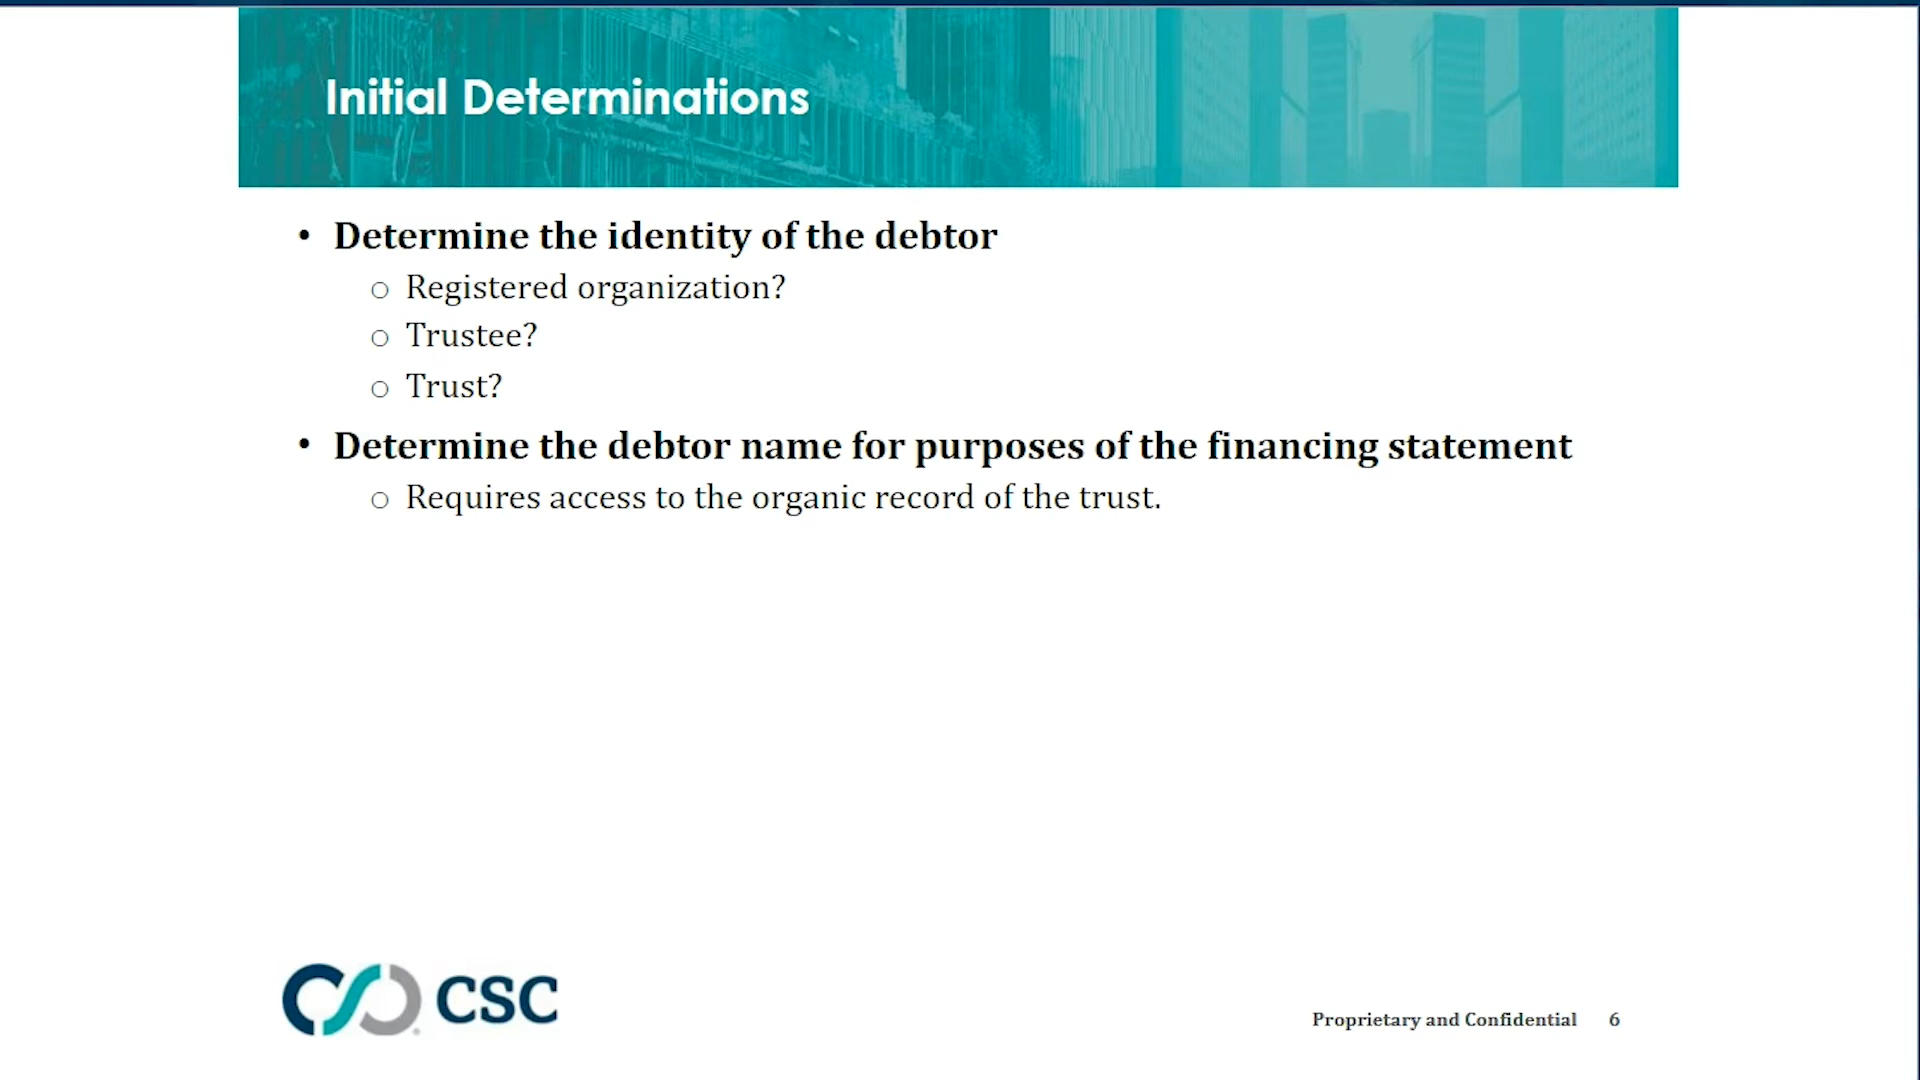 Initial Determinations
• Determine the identity of the debtor
o Registered organization?
o Trustee?
o Trust?
• Determine the debtor name for purposes of the financing statement
o Requires access to the organic record of the trust.
CSC
Proprietary and Confidential 6